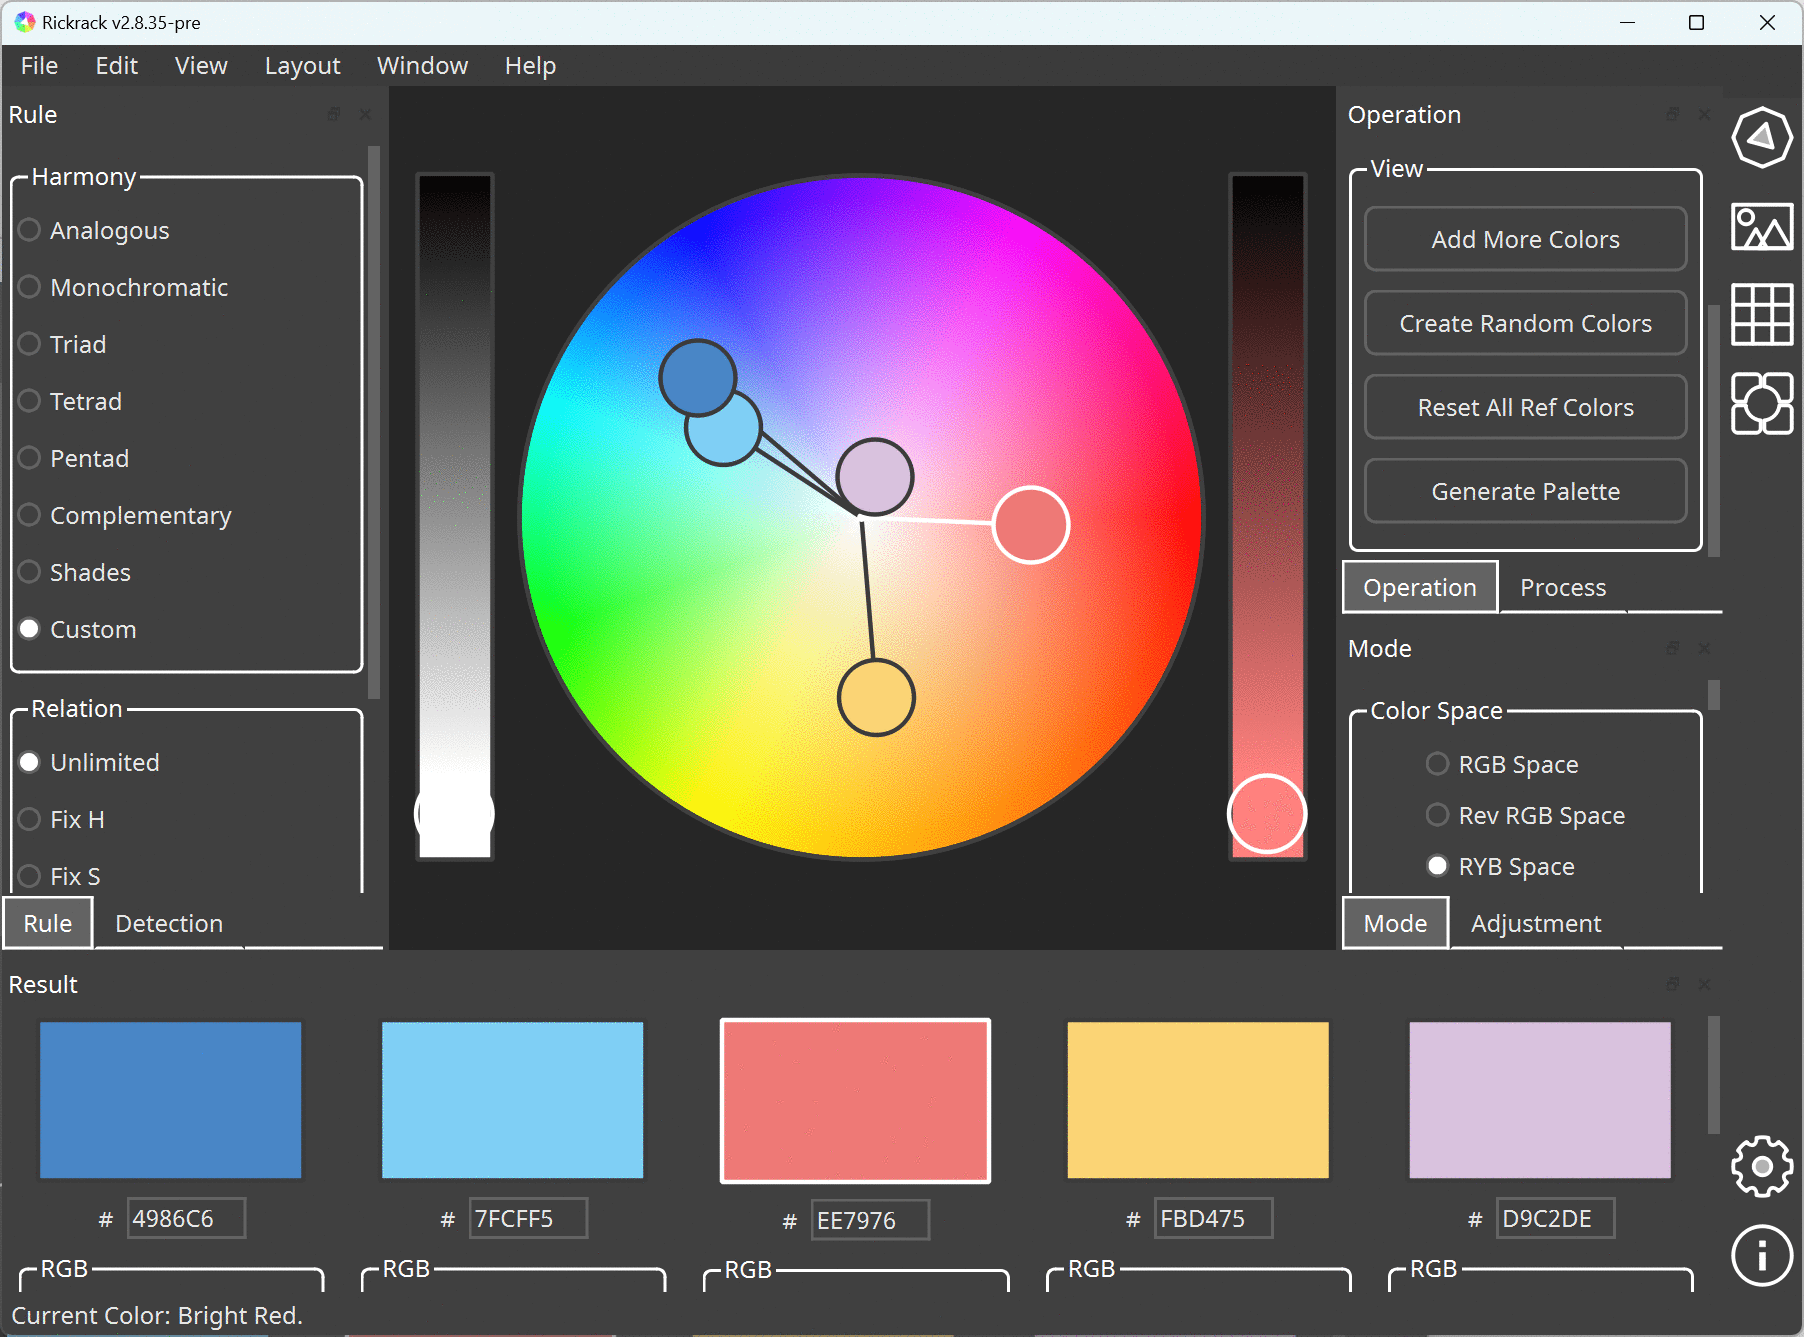 Rickrack v2.8.35-pre
File Edit View Layout Window Help
Rule
Harmony
Analogous
Monochromatic
Triad
Tetrad
Pentad
Complementary
Shades
Custom
Relation
Unlimited
Fix H
Fix S
Rule Detection
Operation
View
Add More Colors
Create Random Colors
Reset All Ref Colors
Generate Palette
Operation Process
Mode
Color Space
RGB Space
Rev RGB Space
RYB Space
Mode Adjustment
Result
# 4986C6 # 7FCFF5 # EE7976 # FBD475 # D9C2DE
RGB RGB RGB RGB RGB
Current Color: Bright Red.